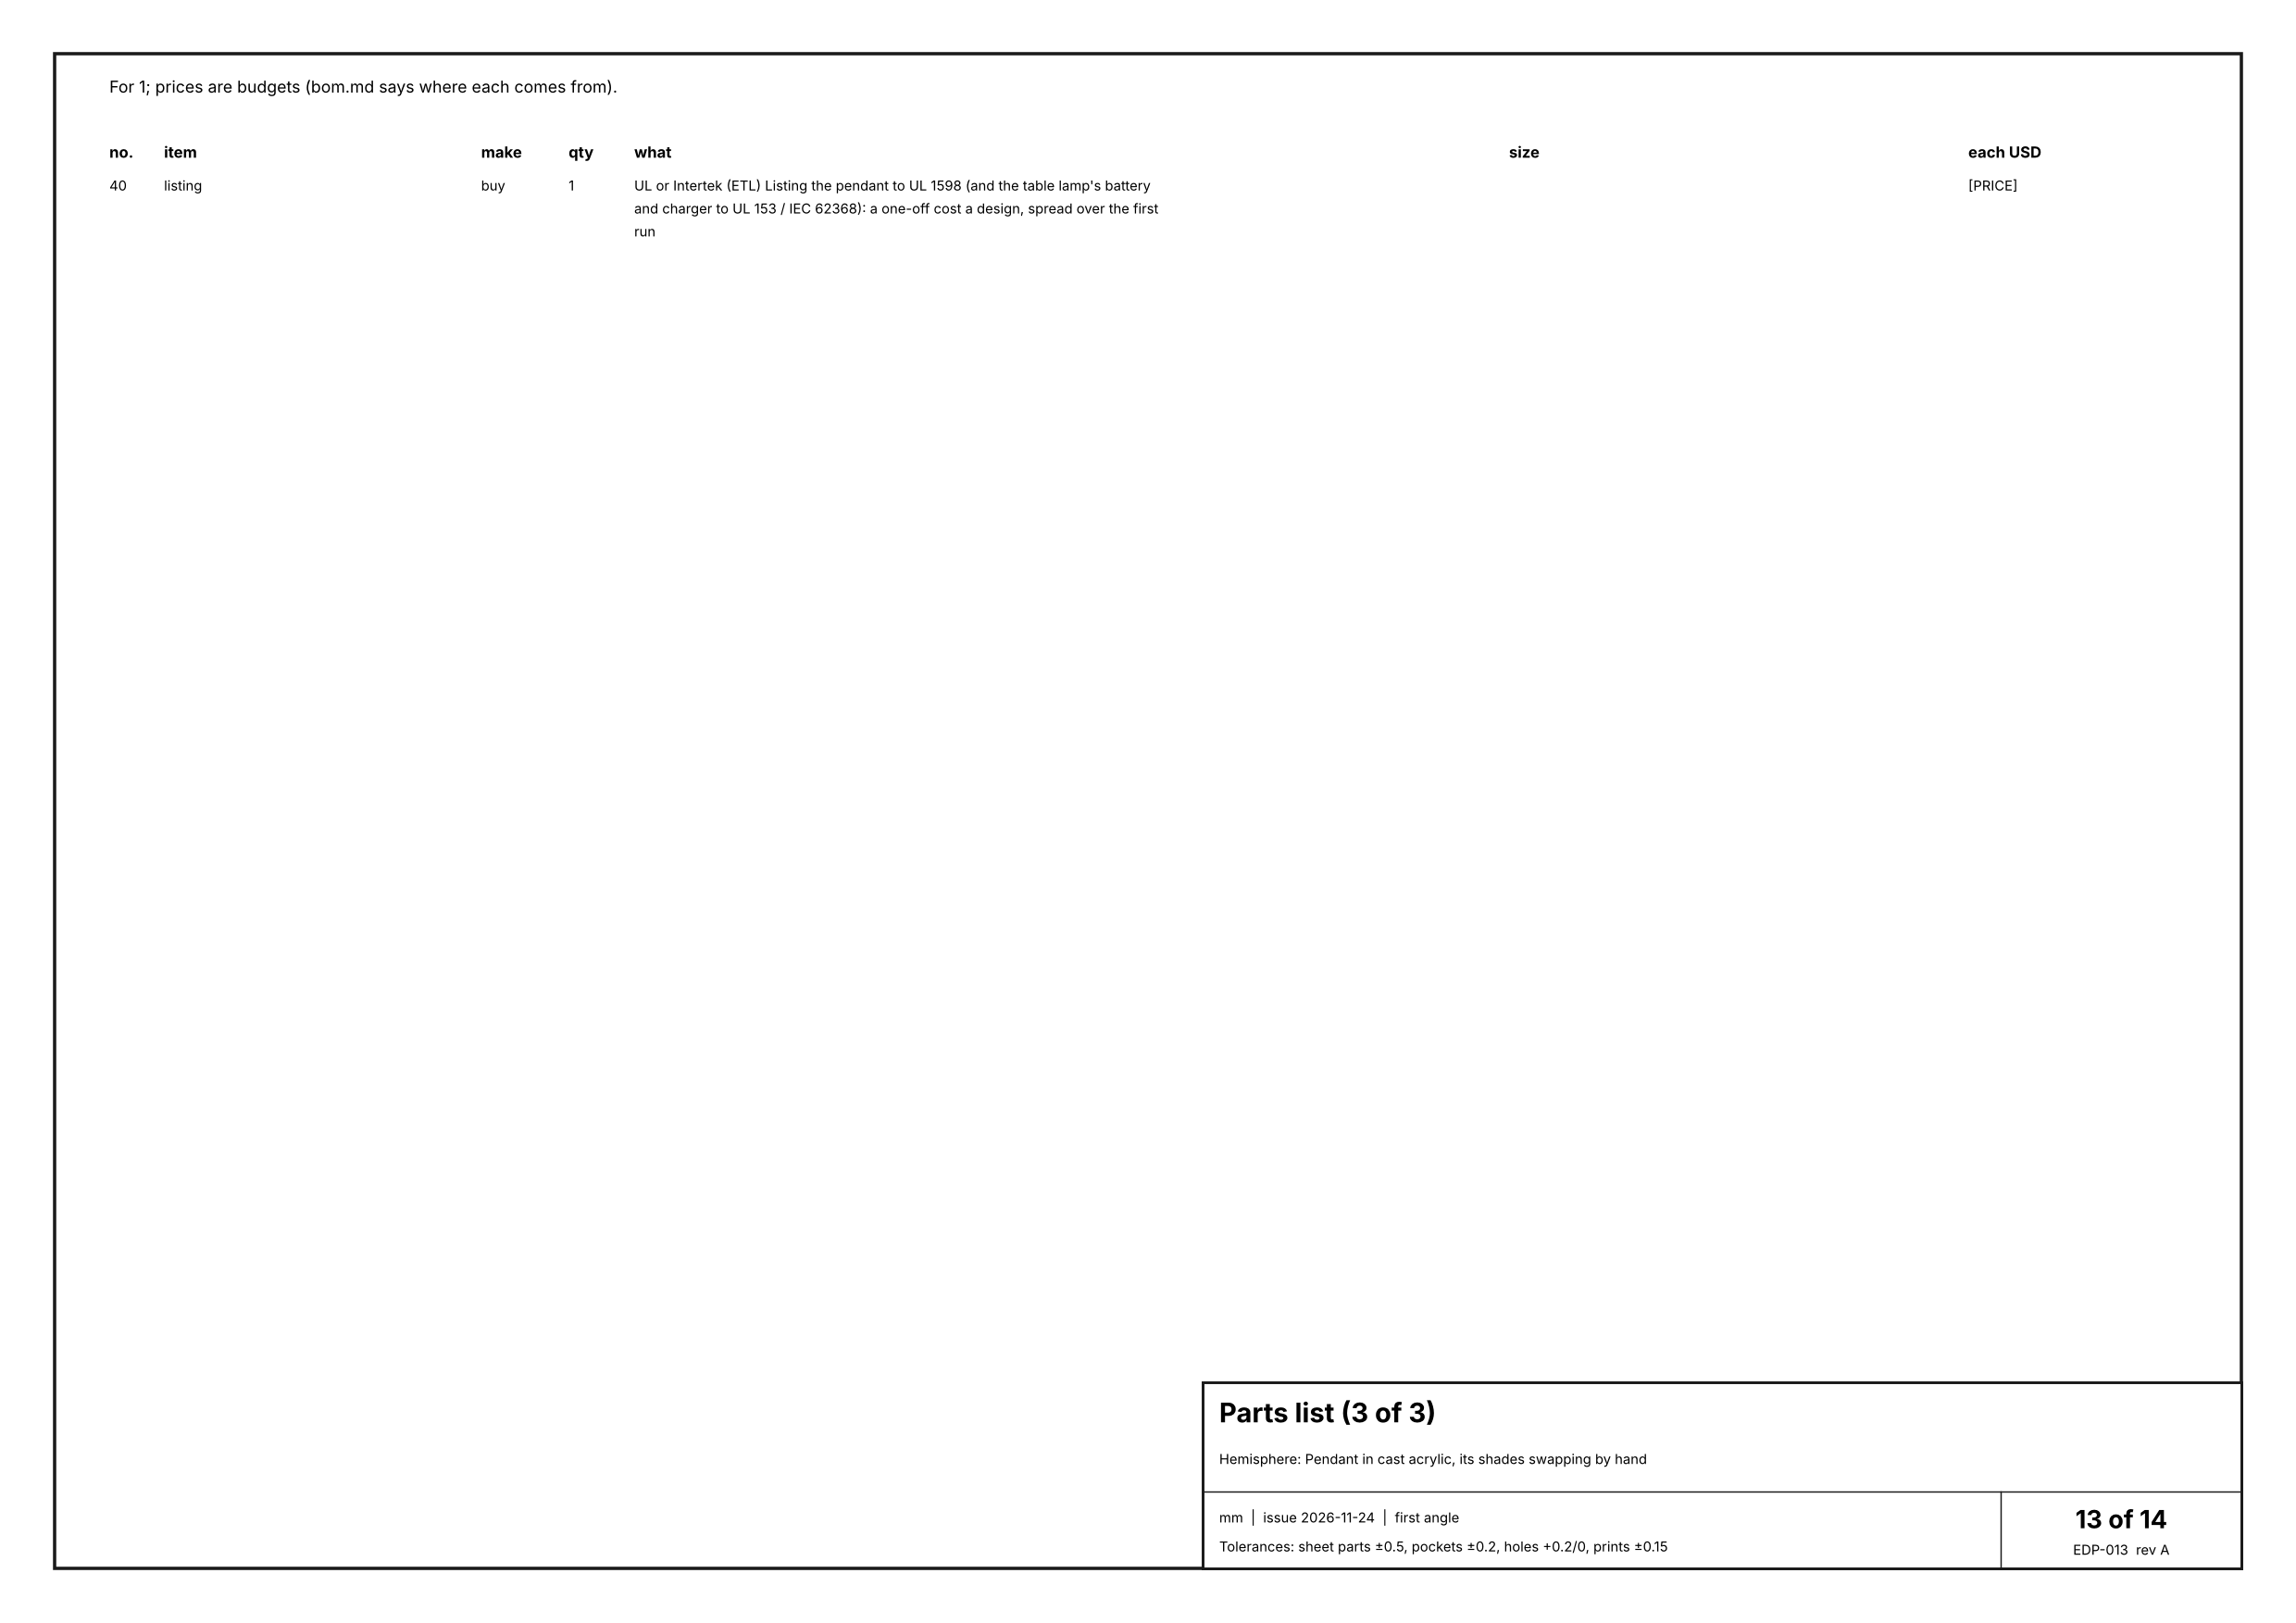 For 1; prices are budgets (bom.md says where each comes from).
no. item make qty what size each USD
40 listing buy 1 UL or Intertek (ETL) Listing the pendant to UL 1598 (and the table lamp's battery [PRICE]
and charger to UL 153 / IEC 62368): a one-off cost a design, spread over the first
run
Parts list (3 of 3)
Hemisphere: Pendant in cast acrylic, its shades swapping by hand
mm | issue 2026-11-24 | first angle
Tolerances: sheet parts ±0.5, pockets ±0.2, holes +0.2/0, prints ±0.15
13 of 14
EDP-013 rev A